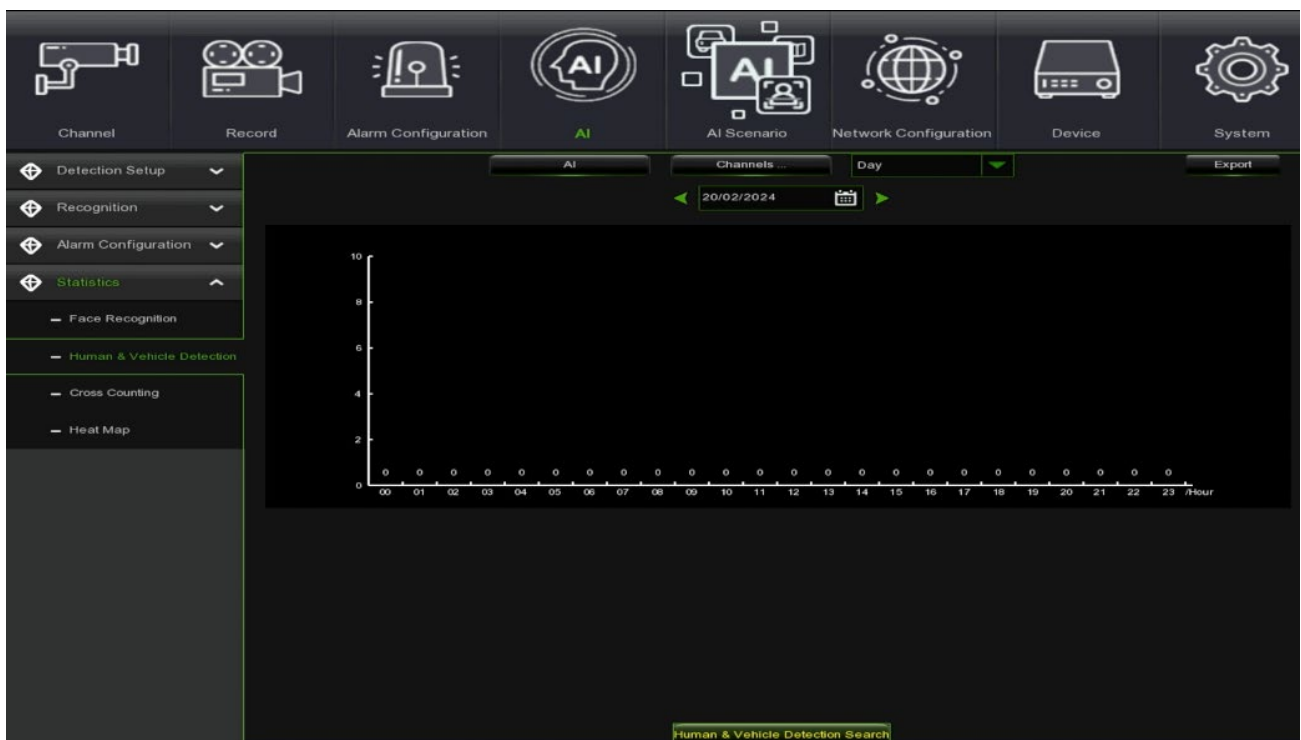 Channel
Record
Alarm Configuration
AI
AI Scenario
Network Configuration
Device
System
AI
AI
Detection Setup
AI
Channels ...
Day
Export
Recognition
20/02/2024
Alarm Configuration
Statistics
Face Recognition
Human & Vehicle Detection
Cross Counting
Heat Map
10
8
6
4
2
0 0 0 0 0 0 0 0 0 0 0 0 0 0 0 0 0 0 0 0 0 0 0 0
0
00 01 02 03 04 05 06 07 08 09 10 11 12 13 14 15 16 17 18 19 20 21 22 23 /Hour
Human & Vehicle Detection Search